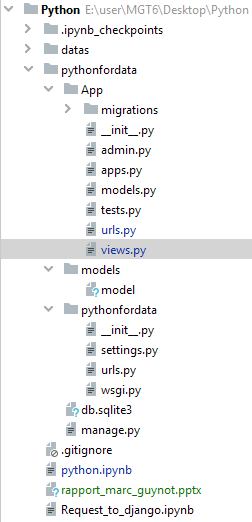 Python E:\user\MGT6\Desktop\Python
.ipynb_checkpoints
datas
pythonfordata
App
migrations
__init__.py
admin.py
apps.py
models.py
tests.py
urls.py
views.py
models
model
pythonfordata
__init__.py
settings.py
urls.py
wsgi.py
db.sqlite3
manage.py
.gitignore
python.ipynb
rapport_marc_guynot.pptx
Request_to_django.ipynb